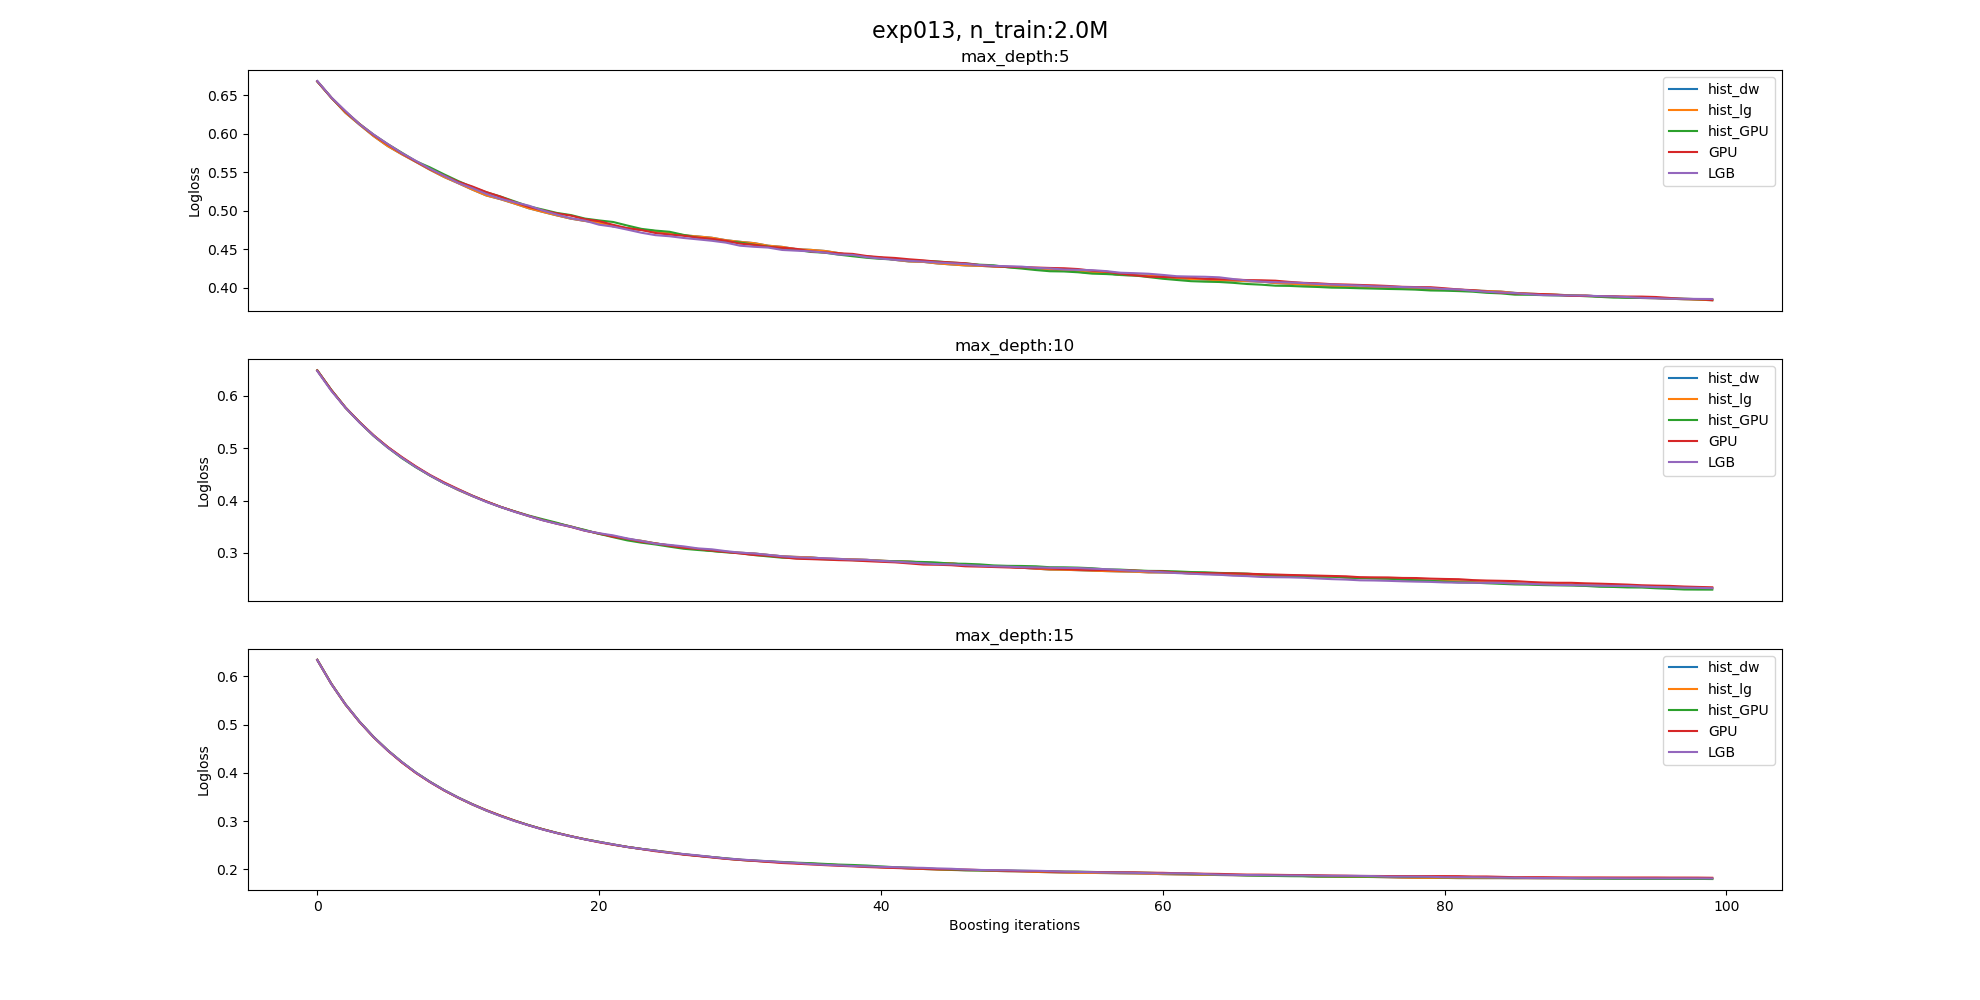 exp013, n_train:2.0M
max_depth:5
Logloss
0.65
0.60
0.55
0.50
0.45
0.40
hist_dw
hist_lg
hist_GPU
GPU
LGB
max_depth:10
Logloss
0.6
0.5
0.4
0.3
hist_dw
hist_lg
hist_GPU
GPU
LGB
max_depth:15
Logloss
0.6
0.5
0.4
0.3
0.2
hist_dw
hist_lg
hist_GPU
GPU
LGB
0 20 40 60 80 100
Boosting iterations